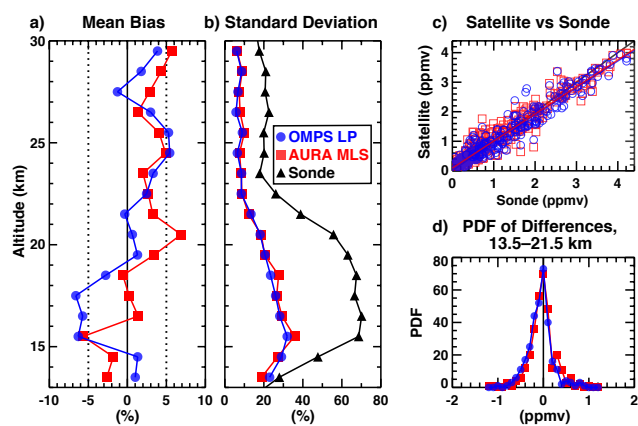 a) Mean Bias
b) Standard Deviation
c) Satellite vs Sonde
30
25
20
15
Altitude (km)
-10 -5 0 5 10
(%)
OMPS LP
AURA MLS
Sonde
0 20 40 60 80
(%)
Satellite (ppmv)
4
3
2
1
0
0 1 2 3 4
Sonde (ppmv)
d) PDF of Differences,
13.5–21.5 km
PDF
80
60
40
20
0
-2 -1 0 1 2
(ppmv)